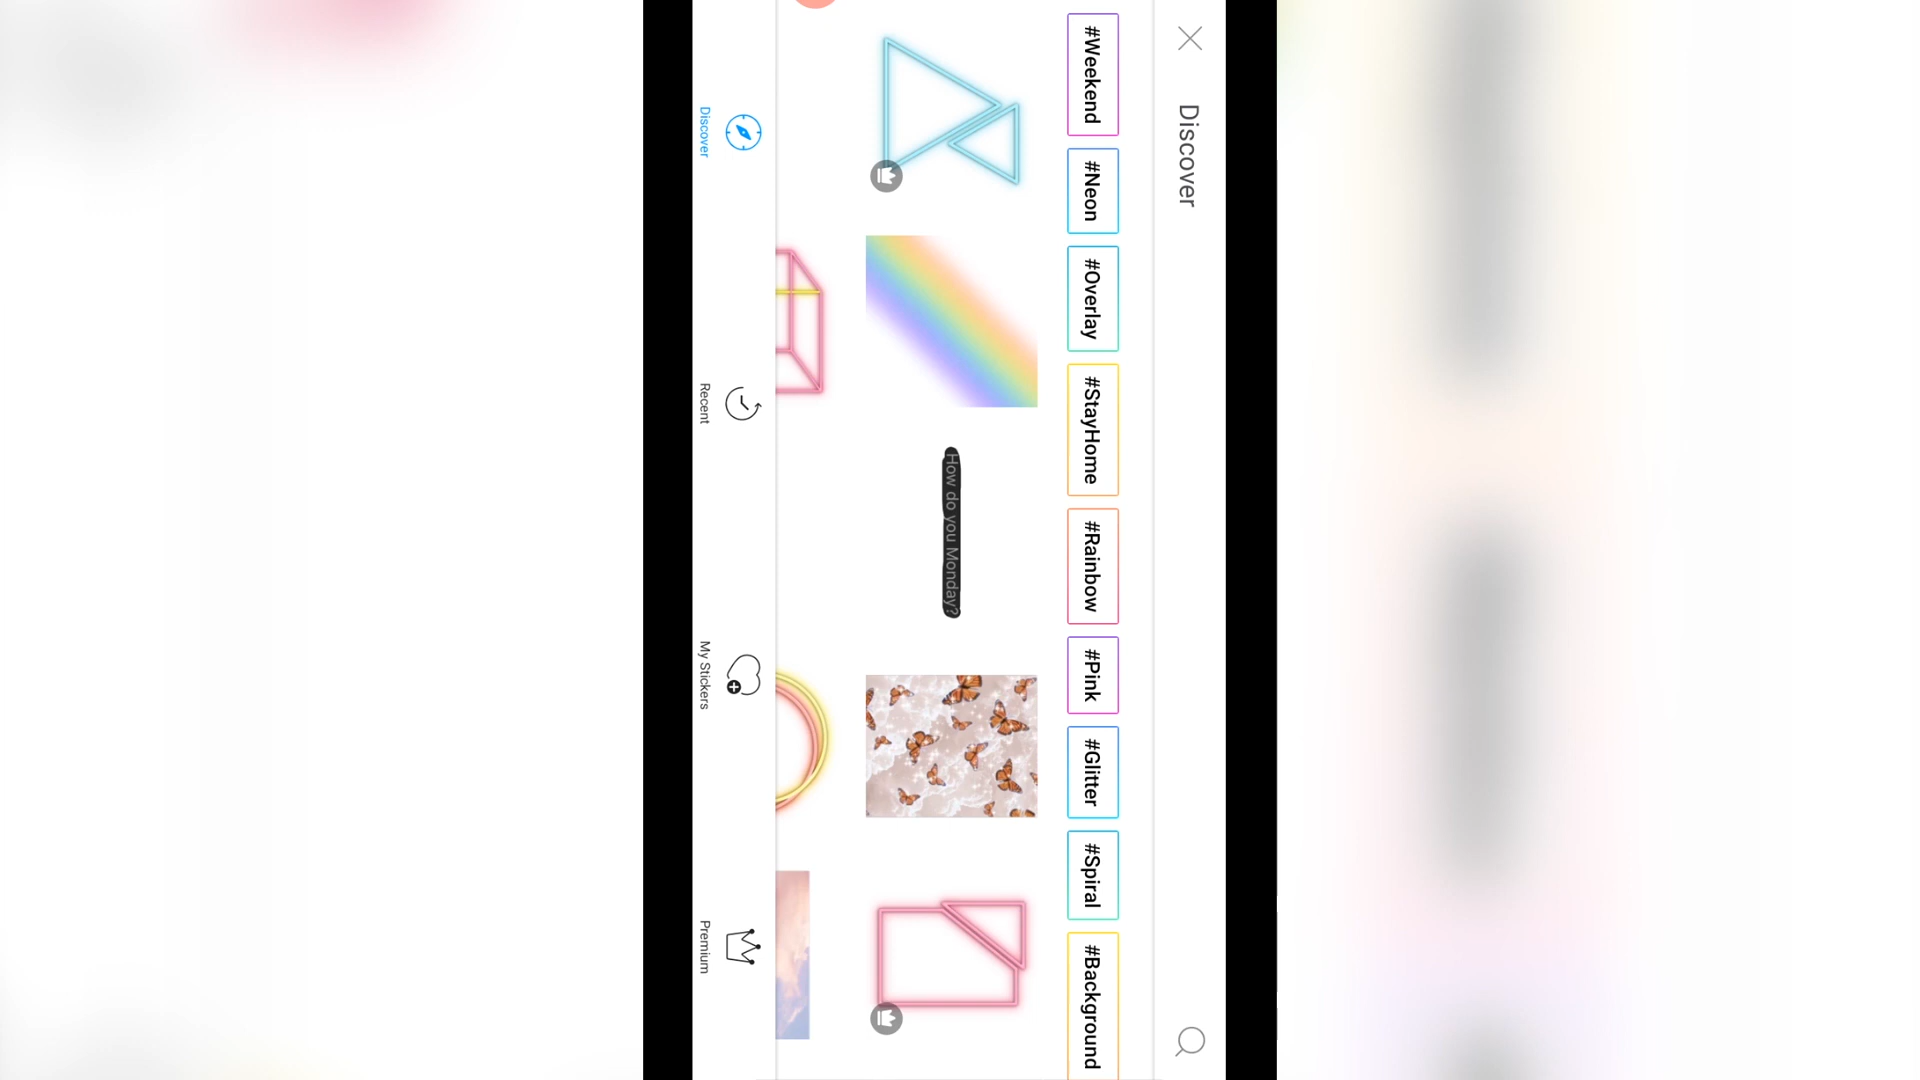 Discover
#Weekend
#Neon
#Overlay
#StayHome
#Rainbow
#Pink
#Glitter
#Spiral
#Background
How do you Monday?
Discover
Recent
My Stickers
Premium